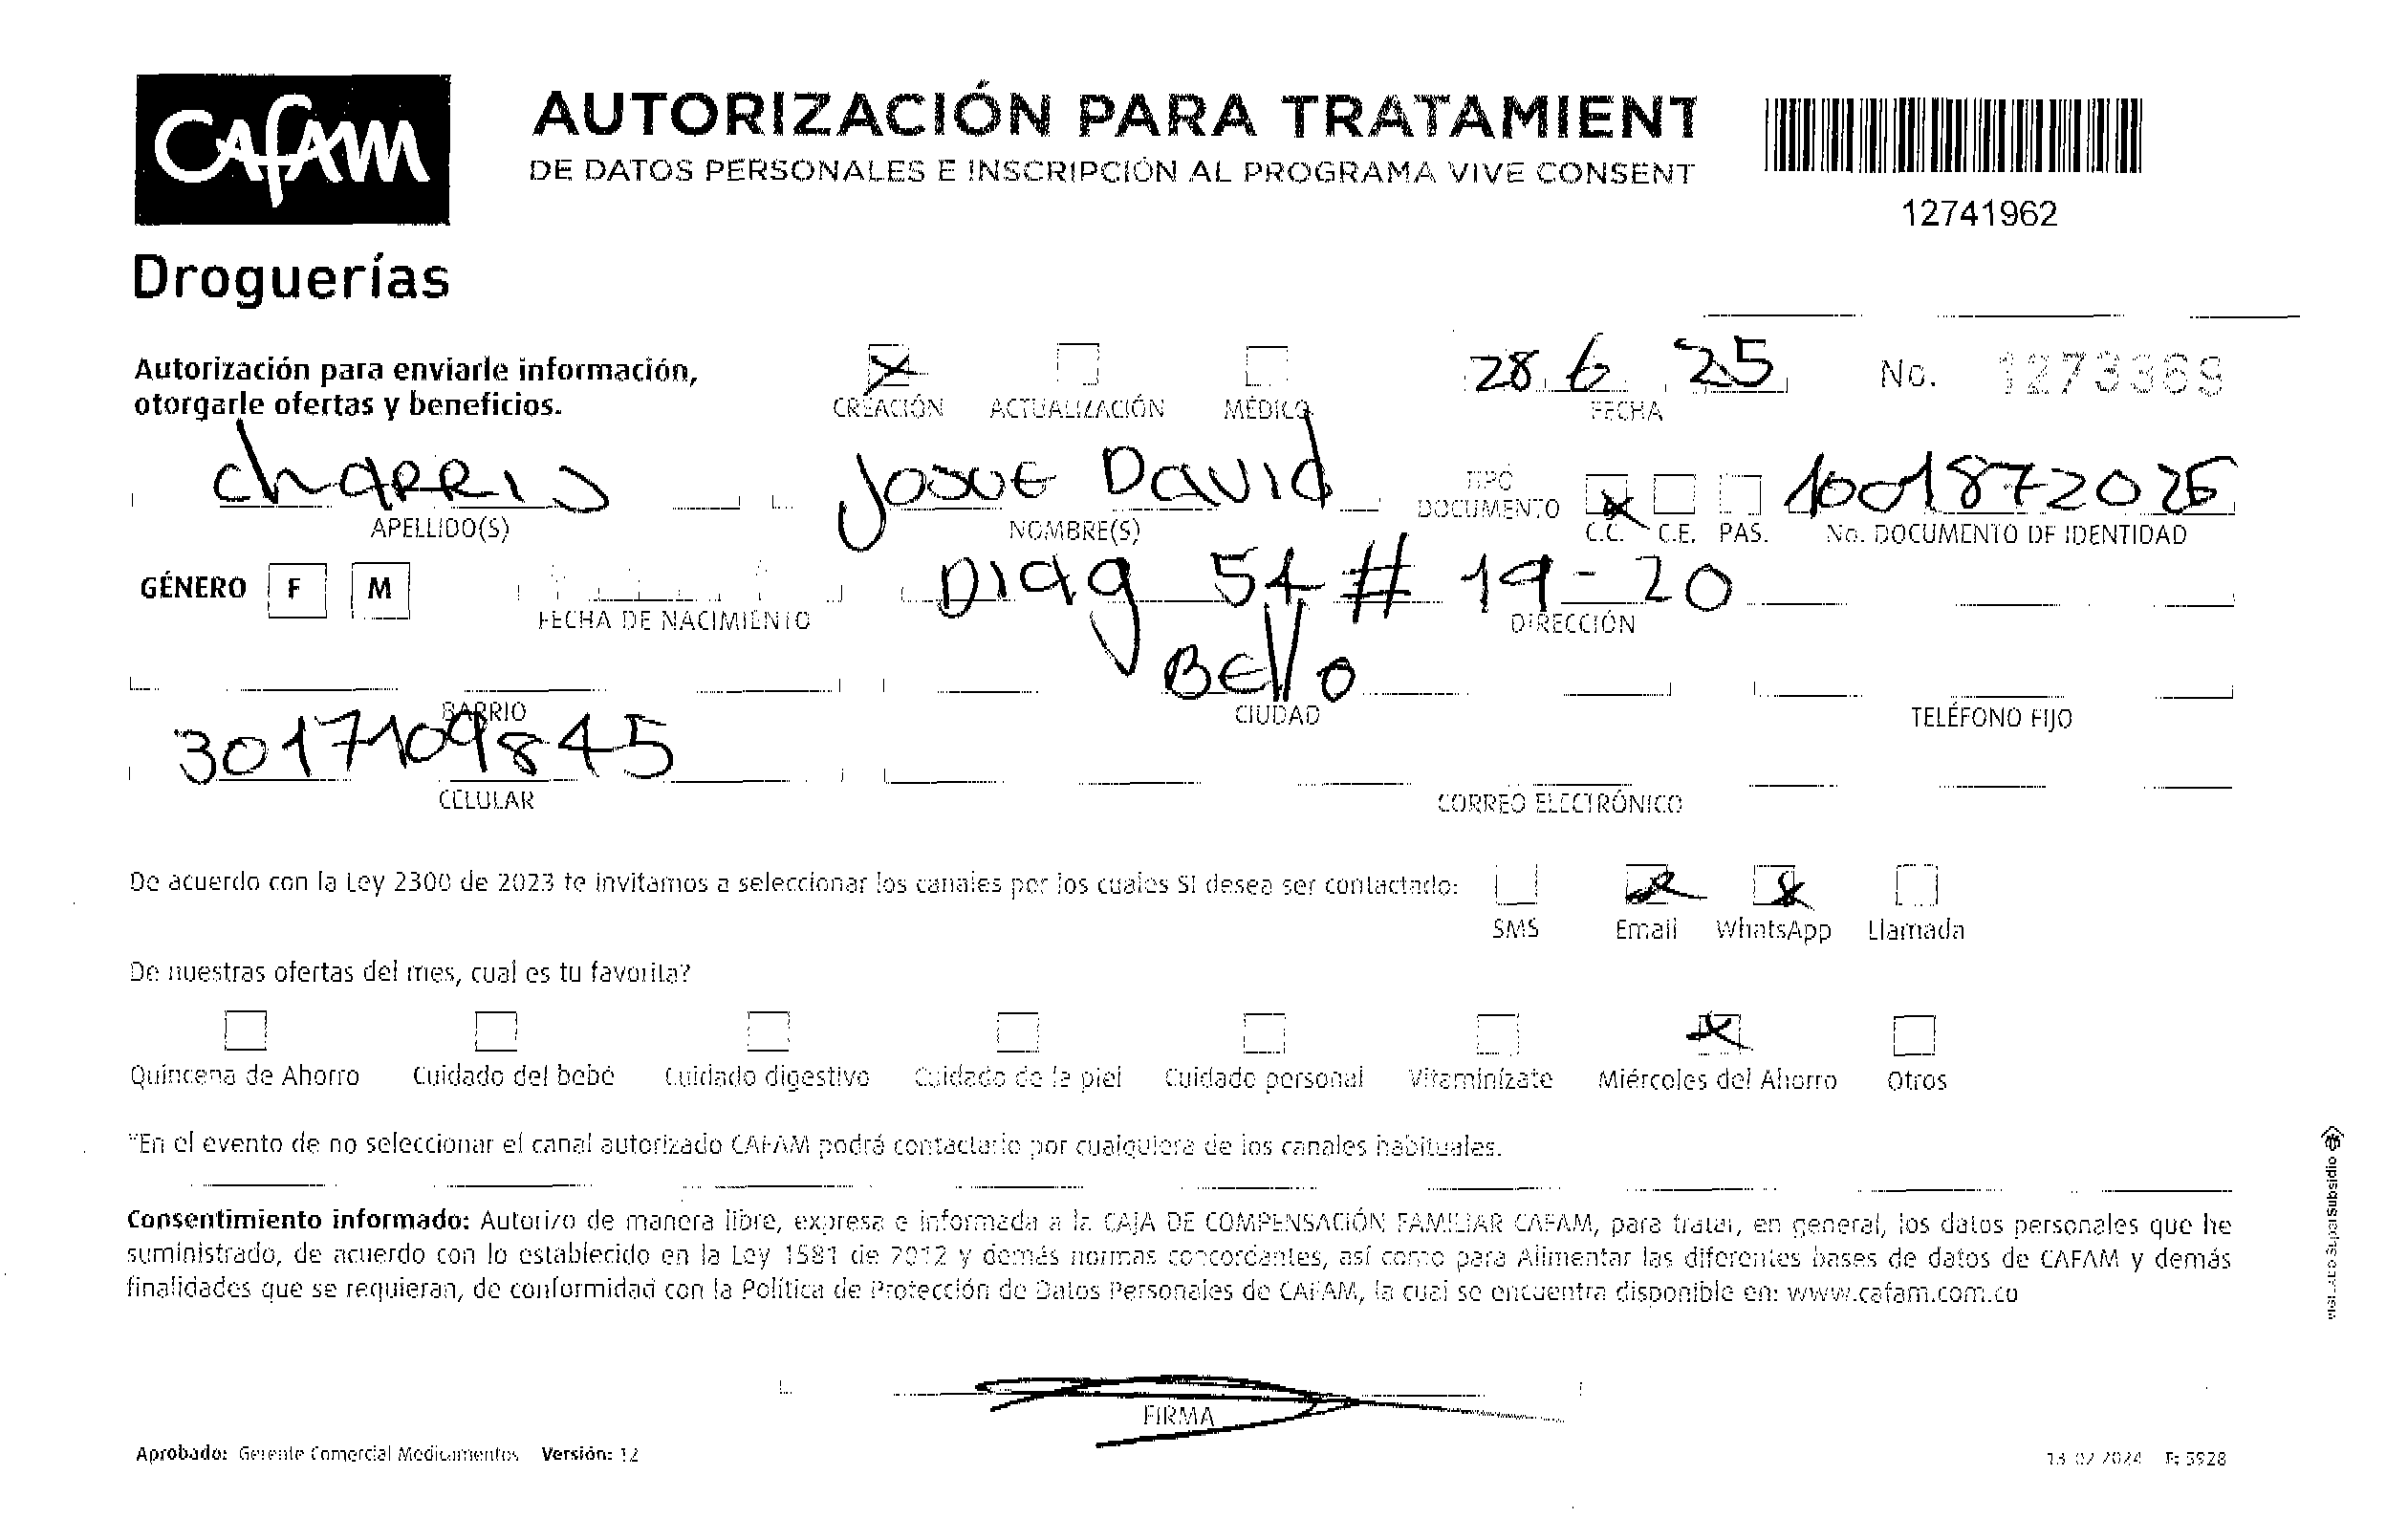 CAFAM
AUTORIZACIÓN PARA TRATAMIENT
DE DATOS PERSONALES E INSCRIPCIÓN AL PROGRAMA VIVE CONSENT
12741962
Droguerías
Autorización para enviarle información,
otorgarle ofertas y beneficios.
CREACIÓN ACTUALIZACIÓN MÉDICO
28 6 25
FECHA
No. 1273369
CHARRIS
APELLIDO(S)
JOSUE DAVID
NOMBRE(S)
TIPO
DOCUMENTO
C.C. C.E. PAS.
1001872026
No. DOCUMENTO DE IDENTIDAD
GÉNERO F M
FECHA DE NACIMIENTO
DIAg 54 # 19-20
DIRECCIÓN
BARRIO
BELLO
CIUDAD
TELÉFONO FIJO
3017109845
CELULAR
CORREO ELECTRÓNICO
De acuerdo con la Ley 2300 de 2023 te invitamos a seleccionar los canales por los cuales SI desea ser contactado:
SMS Email WhatsApp Llamada
De nuestras ofertas del mes, cual es tu favorita?
Quincena de Ahorro Cuidado del bebé Cuidado digestivo Cuidado de la piel Cuidado personal Vitamínizate Miércoles del Ahorro Otros
"En el evento de no seleccionar el canal autorizado CAFAM podrá contactarlo por cualquiera de los canales habituales.
Consentimiento informado: Autorizo de manera libre, expresa e informada a la CAJA DE COMPENSACIÓN FAMILIAR CAFAM, para tratar, en general, los datos personales que he
suministrado, de acuerdo con lo establecido en la Ley 1581 de 2012 y demás normas concordantes, así como para Alimentar las diferentes bases de datos de CAFAM y demás
finalidades que se requieran, de conformidad con la Política de Protección de Datos Personales de CAFAM, la cual se encuentra disponible en: www.cafam.com.co
FIRMA
Aprobado: Gerente Comercial Medicamentos Versión: 12
13 02 2024 F: 5928
VIGILADO SuperSubsidio